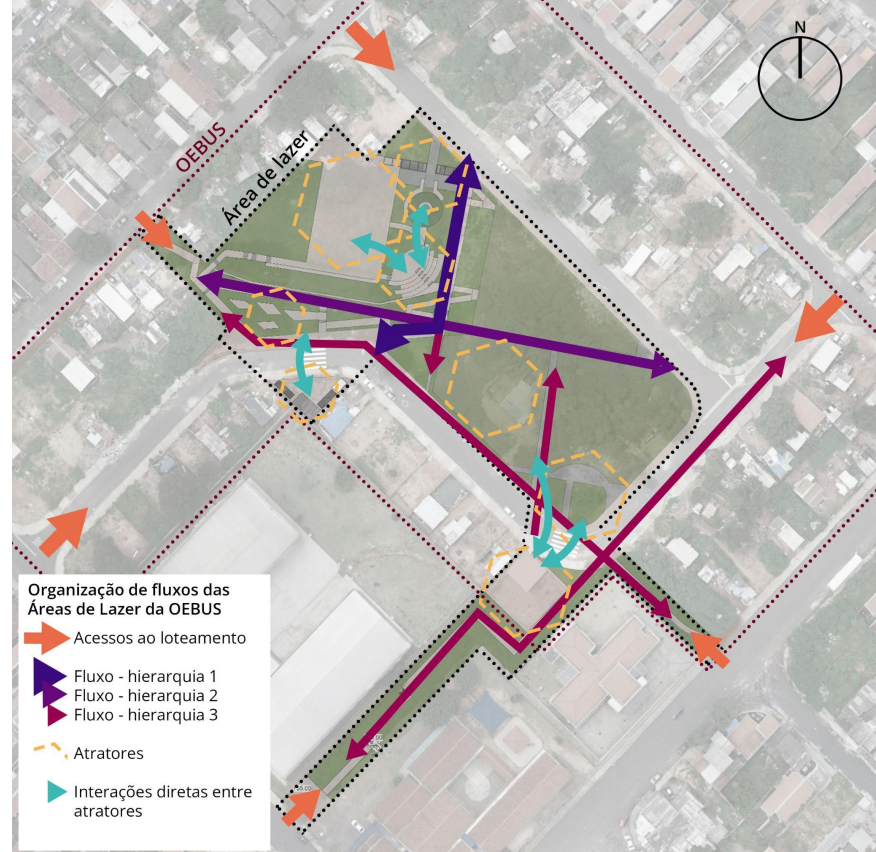 N
OEBUS
Área de lazer
Organização de fluxos das
Áreas de Lazer da OEBUS
Acessos ao loteamento
Fluxo - hierarquia 1
Fluxo - hierarquia 2
Fluxo - hierarquia 3
Atratores
Interações diretas entre
atratores